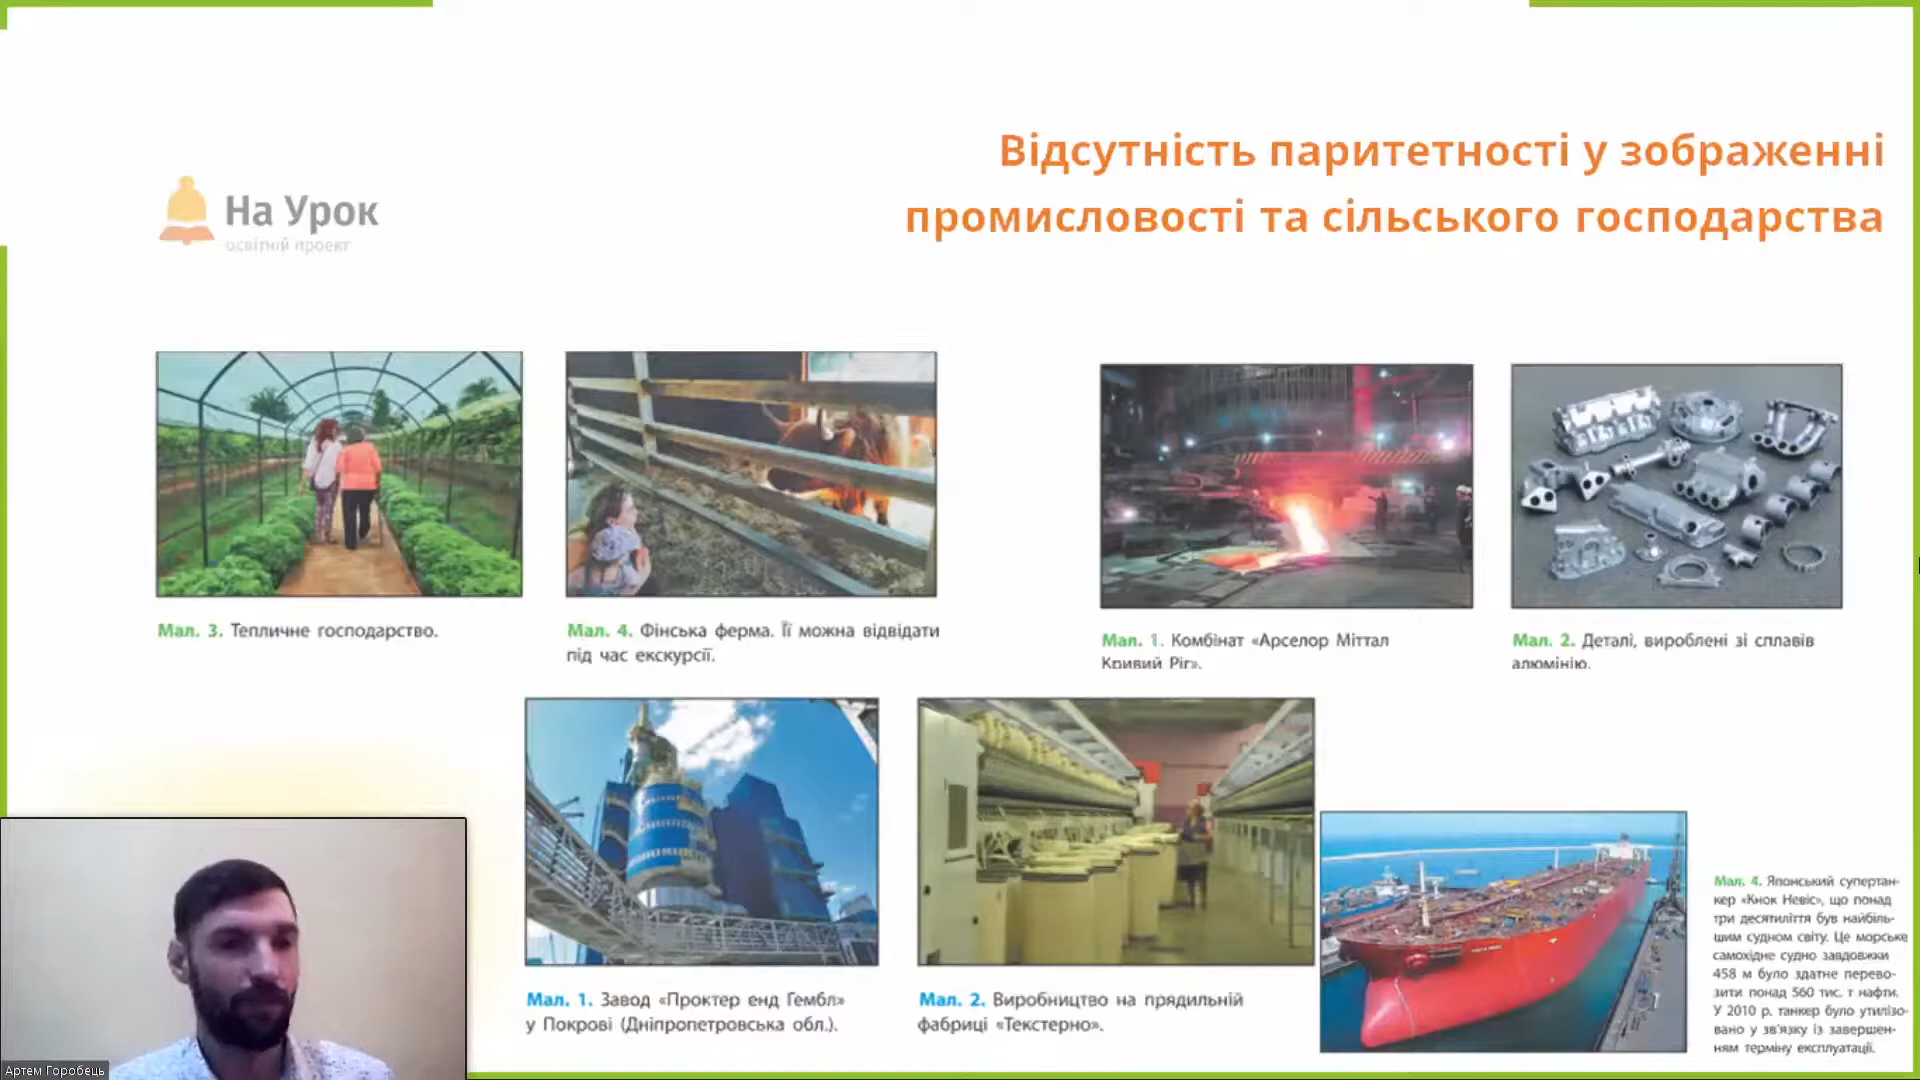 Відсутність паритетності у зображенні
промисловості та сільського господарства
На Урок
освітній проект
Мал. 3. Тепличне господарство.
Мал. 4. Фінська ферма. Її можна відвідати
під час екскурсії.
Мал. 1. Комбінат «Арселор Міттал
Кривий Ріг».
Мал. 2. Деталі, вироблені зі сплавів
алюмінію.
Мал. 1. Завод «Проктер енд Гембл»
у Покрові (Дніпропетровська обл.).
Мал. 2. Виробництво на прядильній
фабриці «Текстерно».
Мал. 4. Японський супертан-
кер «Кнок Невіс», що понад
три десятиліття був найбіль-
шим судном світу. Це морське
самохідне судно завдовжки
458 м було здатне перево-
зити понад 560 тис. т нафти.
У 2010 р. танкер було утилізо-
вано у зв'язку із завершен-
ням терміну експлуатації.
Артем Горобець